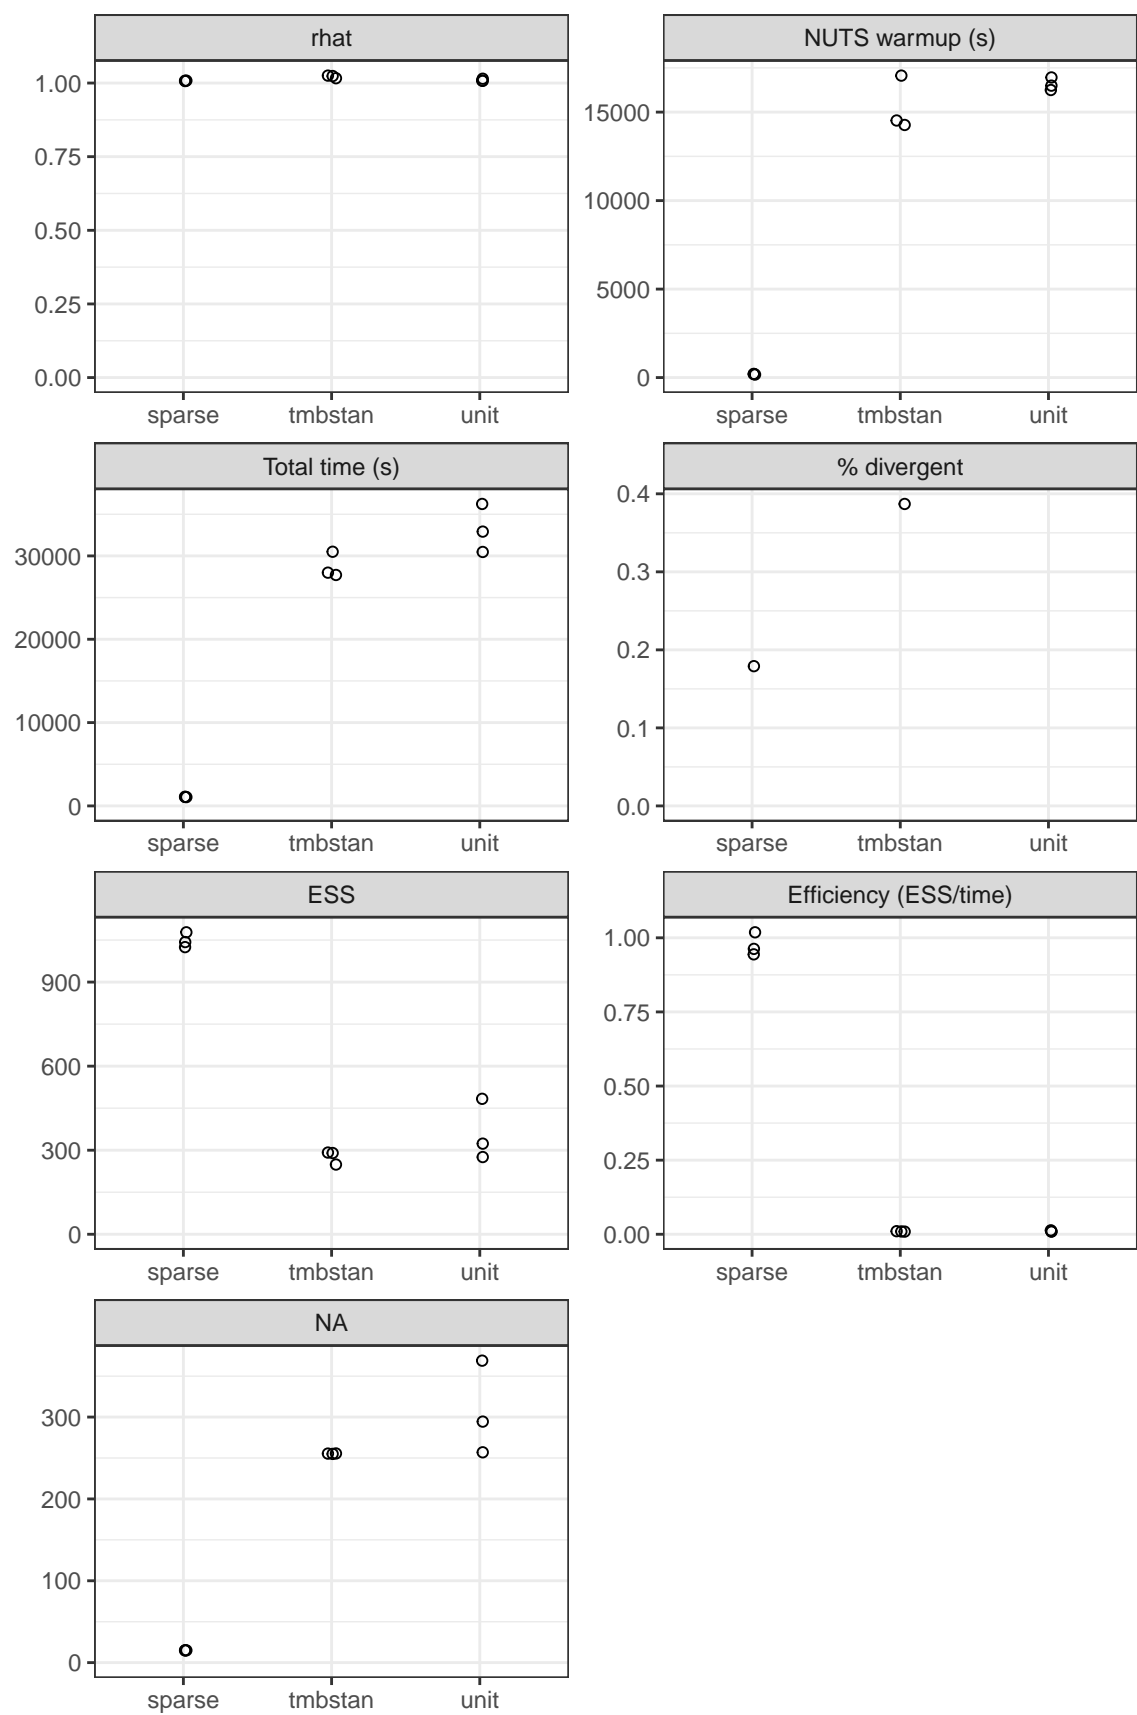 rhat
1.00
0.75
0.50
0.25
0.00
sparse tmbstan unit
NUTS warmup (s)
15000
10000
5000
0
sparse tmbstan unit
Total time (s)
30000
20000
10000
0
sparse tmbstan unit
% divergent
0.4
0.3
0.2
0.1
0.0
sparse tmbstan unit
ESS
900
600
300
0
sparse tmbstan unit
Efficiency (ESS/time)
1.00
0.75
0.50
0.25
0.00
sparse tmbstan unit
NA
300
200
100
0
sparse tmbstan unit